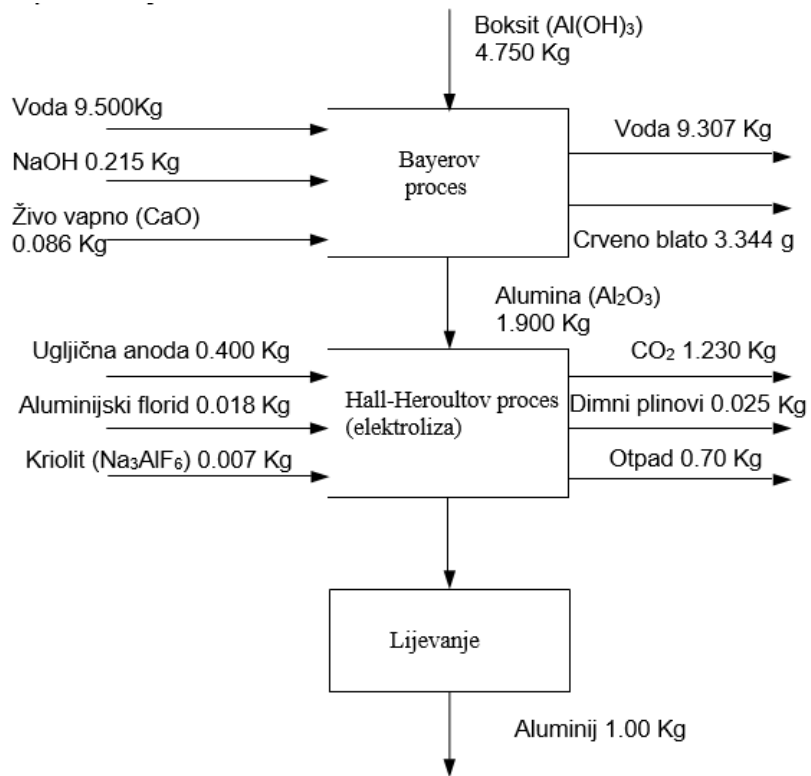 Boksit (Al(OH)₃)
4.750 Kg
Voda 9.500Kg
NaOH 0.215 Kg
Živo vapno (CaO)
0.086 Kg
Bayerov
proces
Voda 9.307 Kg
Crveno blato 3.344 g
Alumina (Al₂O₃)
1.900 Kg
Ugljična anoda 0.400 Kg
Aluminijski florid 0.018 Kg
Kriolit (Na₃AlF₆) 0.007 Kg
Hall-Heroultov proces
(elektroliza)
CO₂ 1.230 Kg
Dimni plinovi 0.025 Kg
Otpad 0.70 Kg
Lijevanje
Aluminij 1.00 Kg